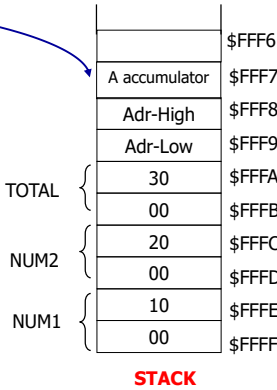 $FFF6
A accumulator $FFF7
Adr-High $FFF8
Adr-Low $FFF9
30 $FFFA
TOTAL
00 $FFFB
20 $FFFC
NUM2
00 $FFFD
10 $FFFE
NUM1
00 $FFFF
STACK